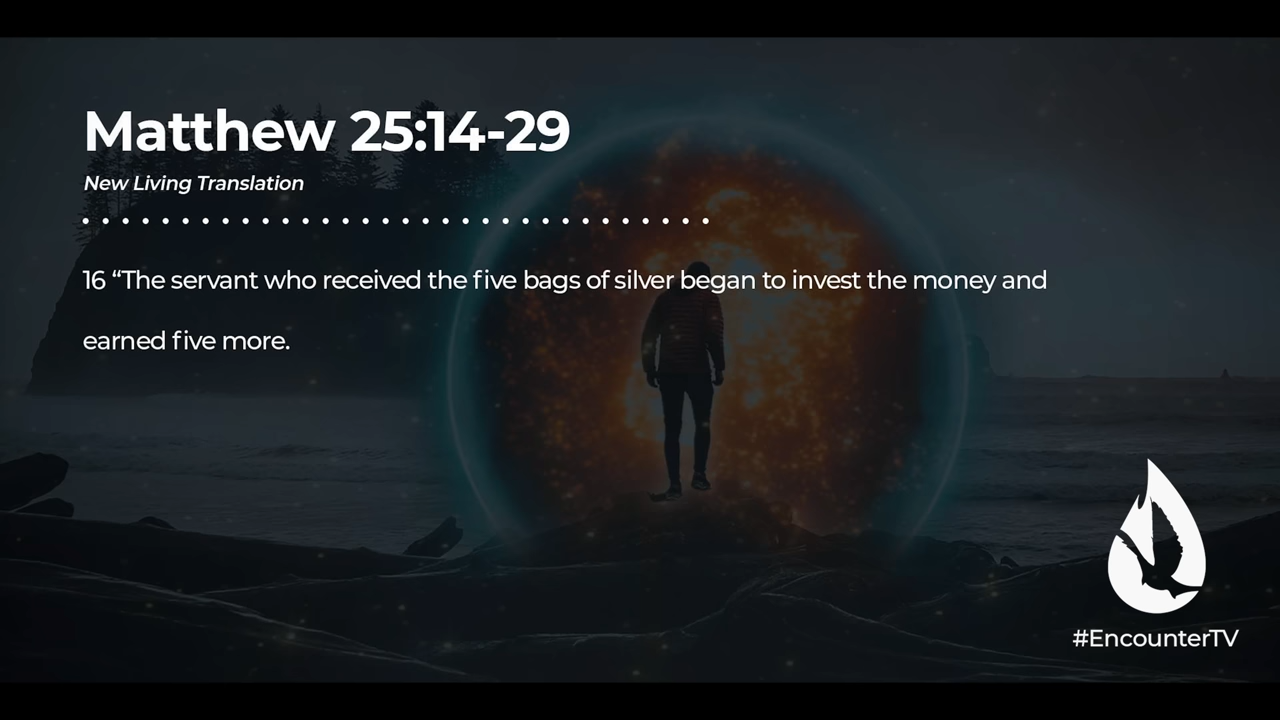 Matthew 25:14-29
New Living Translation
16 “The servant who received the five bags of silver began to invest the money and
earned five more.
#EncounterTV